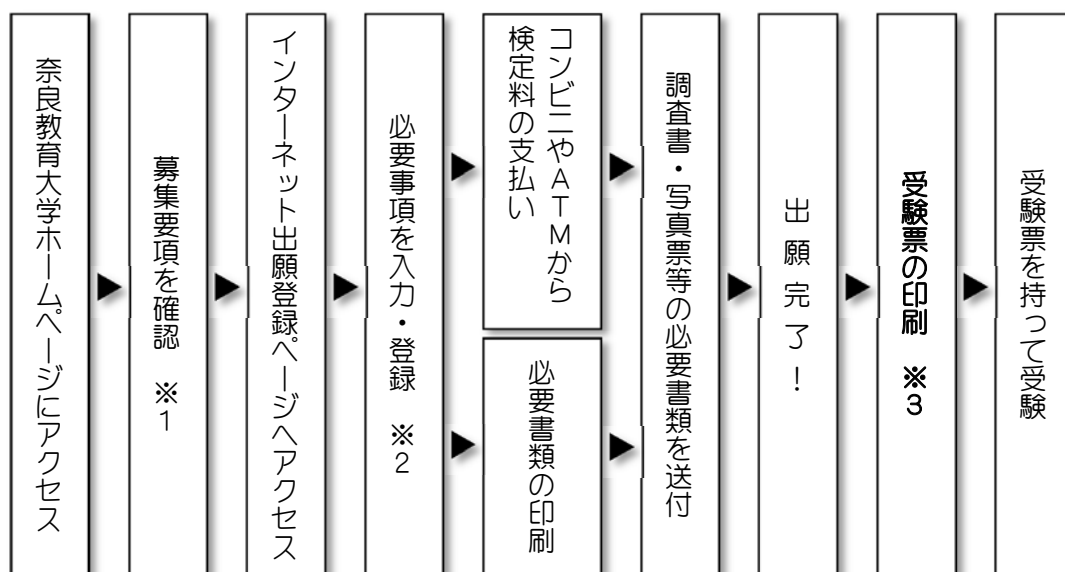 奈良教育大学ホームページにアクセス
募集要項を確認 ※1
インターネット出願登録ページへアクセス
必要事項を入力・登録 ※2
コンビニやATMから
検定料の支払い
必要書類の印刷
調査書・写真票等の必要書類を送付
出願完了!
受験票の印刷 ※3
受験票を持って受験